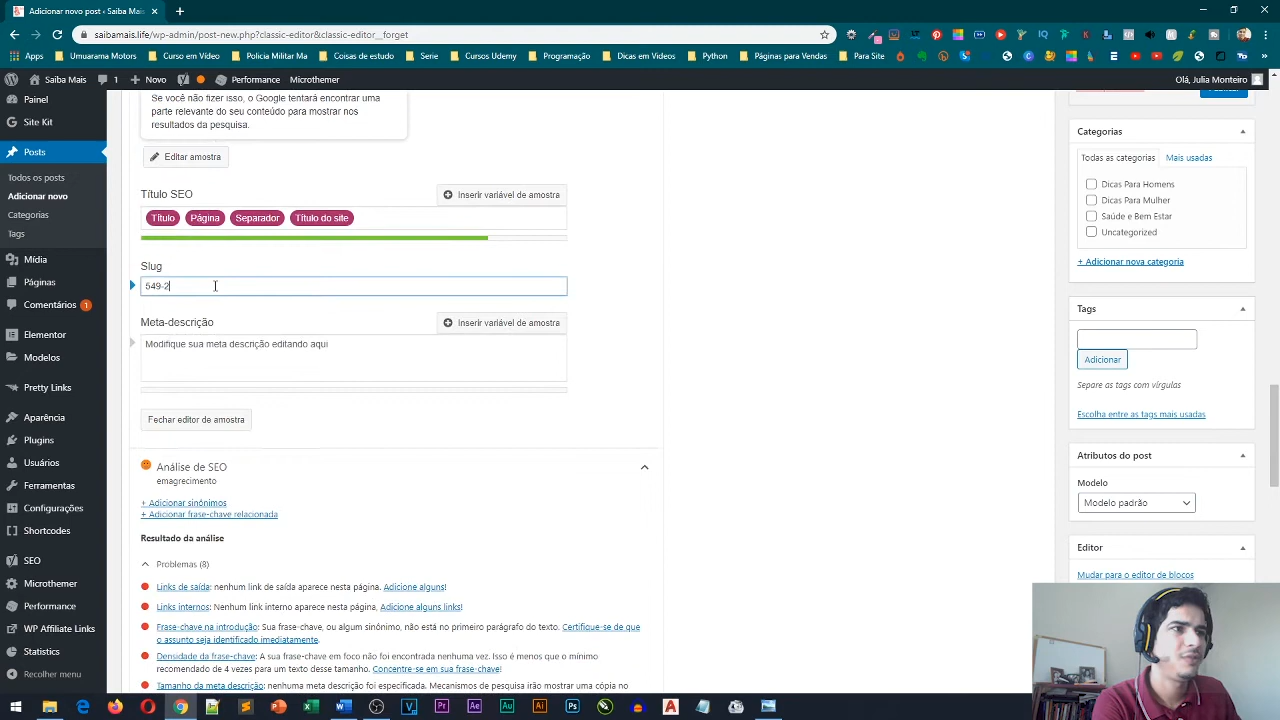 Adicionar novo post ‹ Saiba Mais
saibamais.life/wp-admin/post-new.php?classic-editor&classic-editor__forget
Apps
Umuarama Motors
Curso em Vídeo
Policia Militar Ma
Coisas de estudo
Serie
Cursos Udemy
Programação
Dicas em Vídeos
Python
Páginas para Vendas
Para Site
Saiba Mais
1
Novo
Performance
Microthemer
Olá, Julia Monteiro
Painel
Site Kit
Posts
Todos os posts
Adicionar novo
Categorias
Tags
Mídia
Páginas
Comentários 1
Elementor
Modelos
Pretty Links
Aparência
Plugins
Usuários
Ferramentas
Configurações
Shortcodes
SEO
Microthemer
Performance
WP Affiliate Links
Statistics
Recolher menu
Se você não fizer isso, o Google tentará encontrar uma
parte relevante do seu conteúdo para mostrar nos
resultados da pesquisa.
Editar amostra
Título SEO
Inserir variável de amostra
Título
Página
Separador
Título do site
Slug
549-2
Meta-descrição
Inserir variável de amostra
Modifique sua meta descrição editando aqui
Fechar editor de amostra
Análise de SEO
emagrecimento
+ Adicionar sinônimos
+ Adicionar frase-chave relacionada
Resultado da análise
Problemas (8)
Links de saída: nenhum link de saída aparece nesta página. Adicione alguns!
Links internos: Nenhum link interno aparece nesta página, Adicione alguns links!
Frase-chave na introdução: Sua frase-chave, ou algum sinônimo, não está no primeiro parágrafo do texto. Certifique-se de que
o assunto seja identificado imediatamente.
Densidade da frase-chave: A sua frase-chave em foco não foi encontrada nenhuma vez. Isso é menos que o mínimo
recomendado de 4 vezes para um texto desse tamanho. Concentre-se em sua frase-chave!
Tamanho da meta descrição: nenhuma meta descrição foi especificada. Mecanismos de pesquisa irão mostrar uma cópia no
Categorias
Todas as categorias
Mais usadas
Dicas Para Homens
Dicas Para Mulher
Saúde e Bem Estar
Uncategorized
+ Adicionar nova categoria
Tags
Adicionar
Separe as tags com vírgulas
Escolha entre as tags mais usadas
Atributos do post
Modelo
Modelo padrão
Editor
Mudar para o editor de blocos